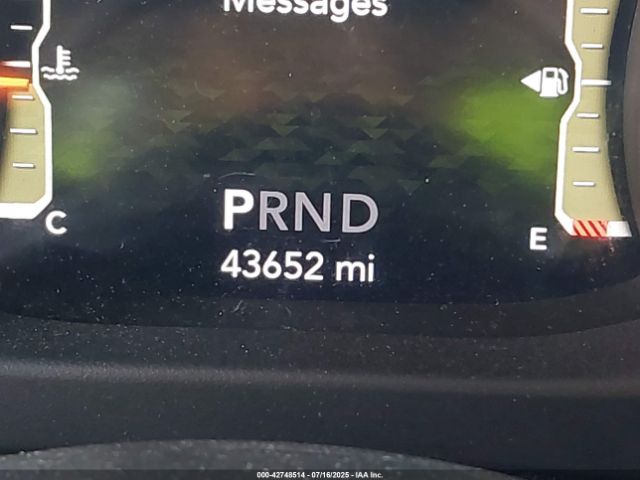 Messages
C
E
PRND
43652 mi
000-42748514 - 07/16/2025 - IAA Inc.